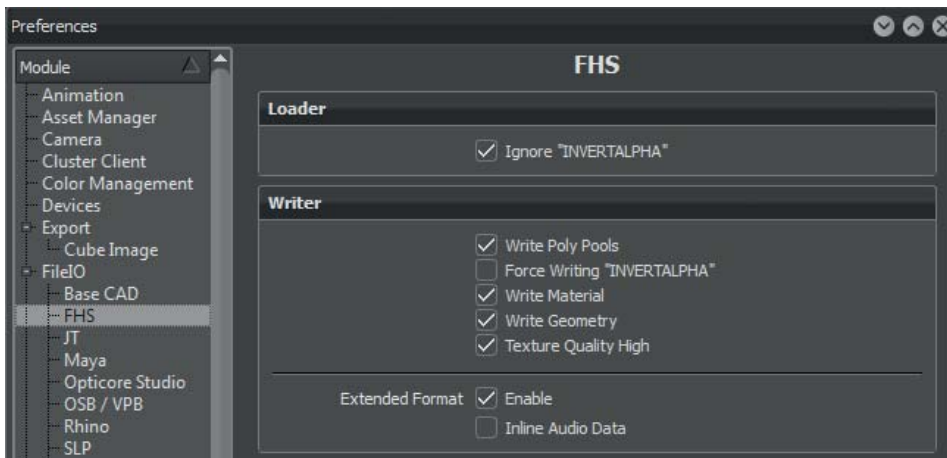 Preferences
Module
Animation
Asset Manager
Camera
Cluster Client
Color Management
Devices
Export
Cube Image
FileIO
Base CAD
FHS
JT
Maya
Opticore Studio
OSB / VPB
Rhino
SLP
FHS
Loader
Ignore "INVERTALPHA"
Writer
Write Poly Pools
Force Writing "INVERTALPHA"
Write Material
Write Geometry
Texture Quality High
Extended Format Enable
Inline Audio Data